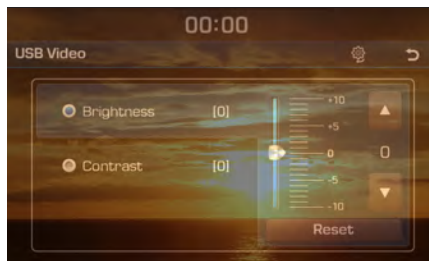 00:00
USB Video
Brightness [0]
Contrast [0]
+10
+5
0
-5
-10
0
Reset